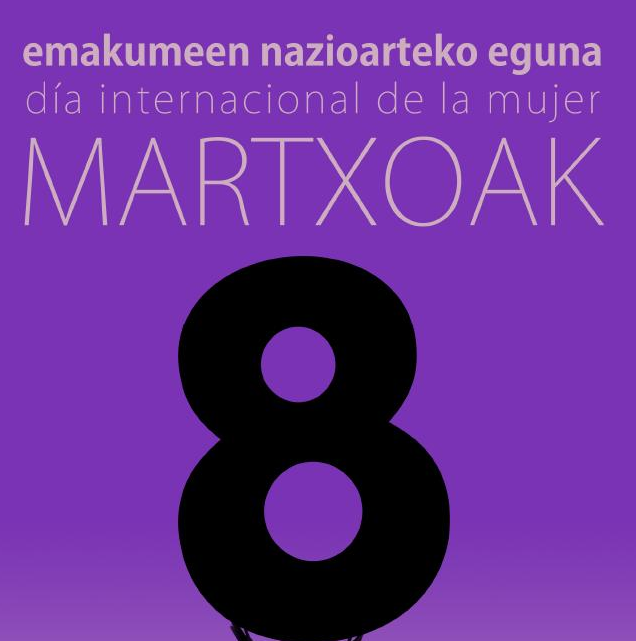 emakumeen nazioarteko eguna
día internacional de la mujer
MARTXOAK
8